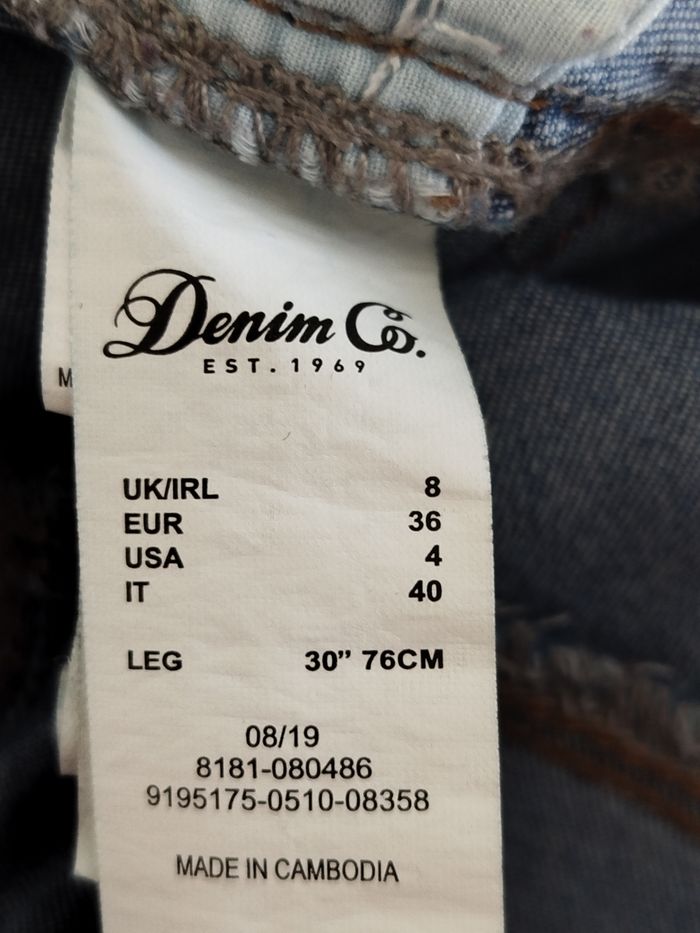 Denim Co.
EST. 1969
M
UK/IRL 8
EUR 36
USA 4
IT 40
LEG 30” 76CM
08/19
8181-080486
9195175-0510-08358
MADE IN CAMBODIA